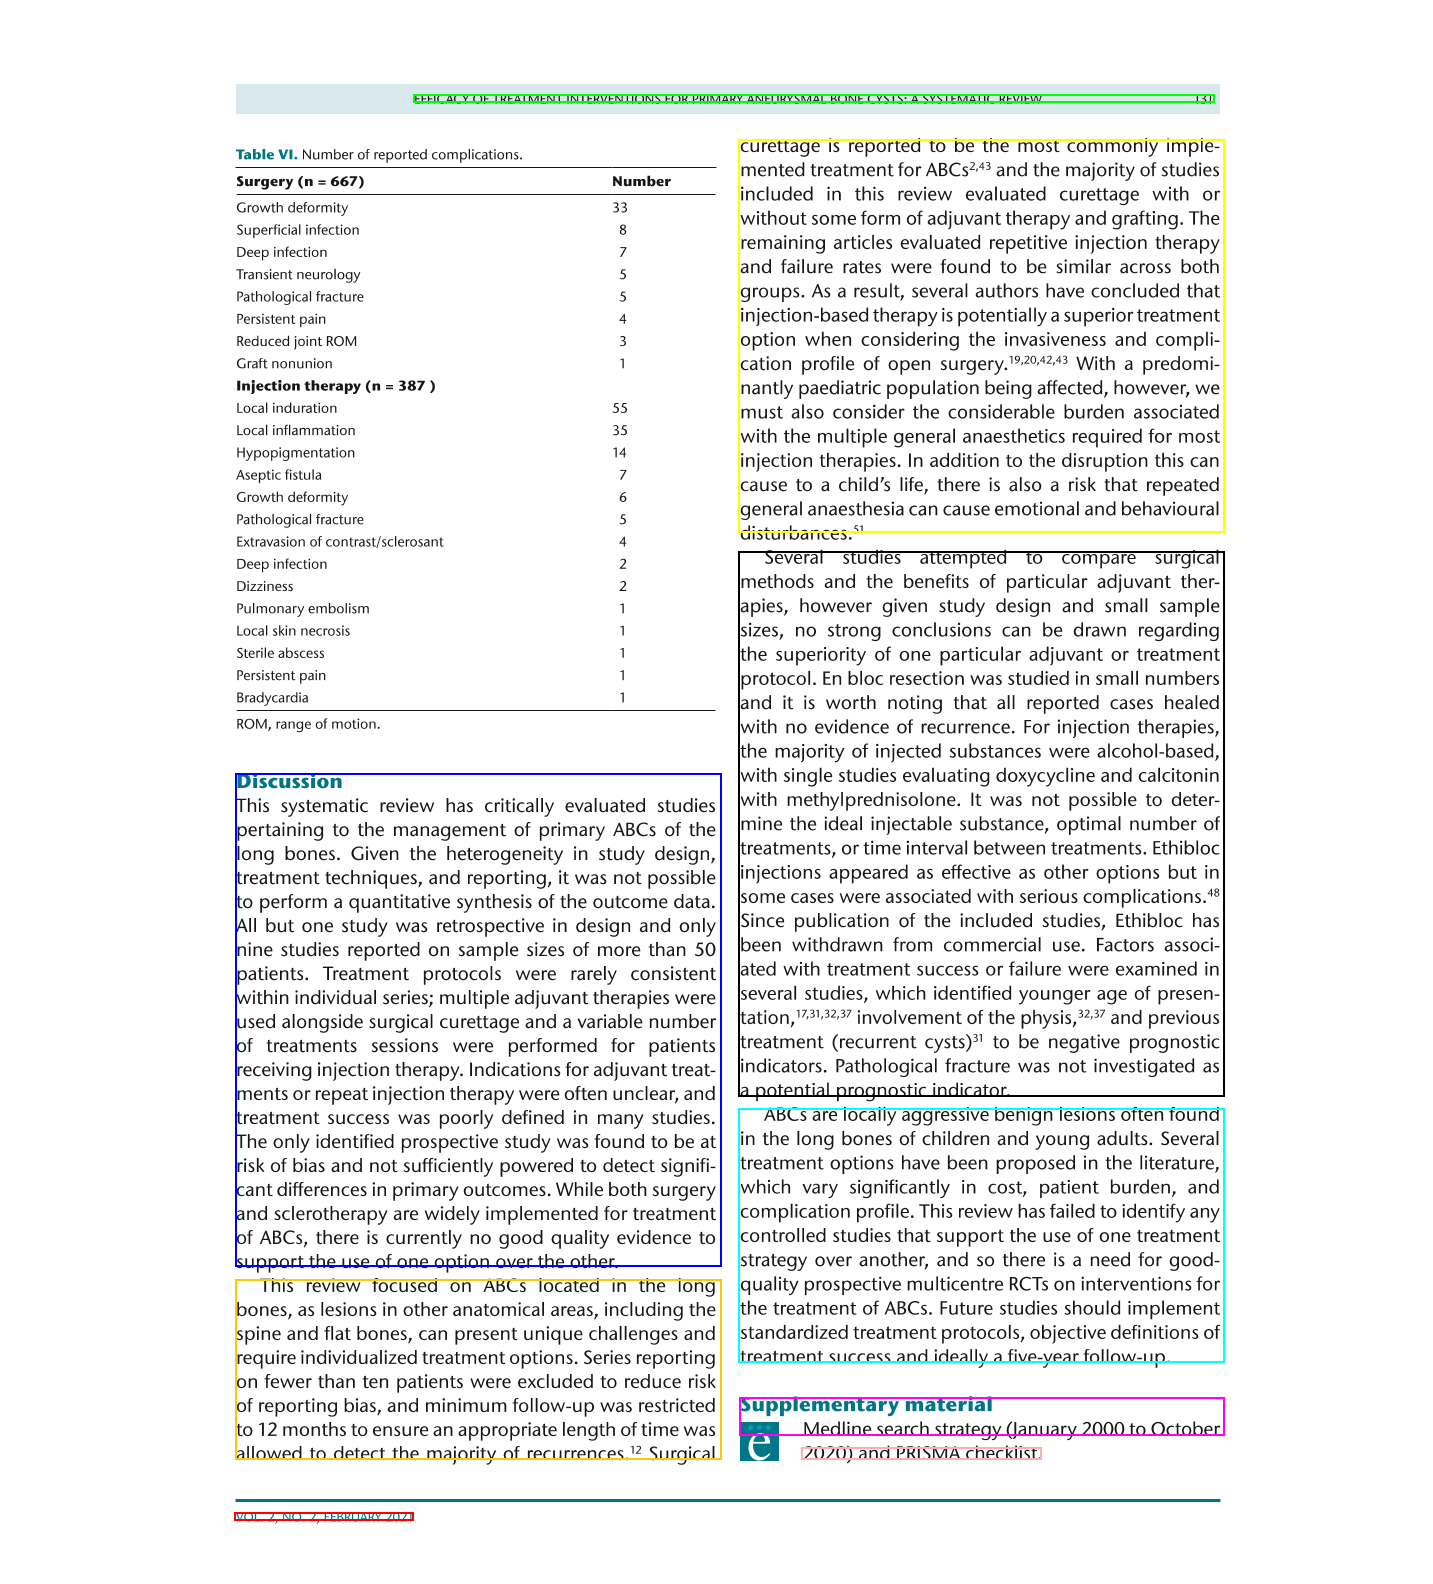 EFFICACY OF TREATMENT INTERVENTIONS FOR PRIMARY ANEURYSMAL BONE CYSTS: A SYSTEMATIC REVIEW 131
Table VI. Number of reported complications.
Surgery (n = 667) Number
Growth deformity 33
Superficial infection 8
Deep infection 7
Transient neurology 5
Pathological fracture 5
Persistent pain 4
Reduced joint ROM 3
Graft nonunion 1
Injection therapy (n = 387 )
Local induration 55
Local inflammation 35
Hypopigmentation 14
Aseptic fistula 7
Growth deformity 6
Pathological fracture 5
Extravasion of contrast/sclerosant 4
Deep infection 2
Dizziness 2
Pulmonary embolism 1
Local skin necrosis 1
Sterile abscess 1
Persistent pain 1
Bradycardia 1
ROM, range of motion.
Discussion
This systematic review has critically evaluated studies
pertaining to the management of primary ABCs of the
long bones. Given the heterogeneity in study design,
treatment techniques, and reporting, it was not possible
to perform a quantitative synthesis of the outcome data.
All but one study was retrospective in design and only
nine studies reported on sample sizes of more than 50
patients. Treatment protocols were rarely consistent
within individual series; multiple adjuvant therapies were
used alongside surgical curettage and a variable number
of treatments sessions were performed for patients
receiving injection therapy. Indications for adjuvant treat-
ments or repeat injection therapy were often unclear, and
treatment success was poorly defined in many studies.
The only identified prospective study was found to be at
risk of bias and not sufficiently powered to detect signifi-
cant differences in primary outcomes. While both surgery
and sclerotherapy are widely implemented for treatment
of ABCs, there is currently no good quality evidence to
support the use of one option over the other.
This review focused on ABCs located in the long
bones, as lesions in other anatomical areas, including the
spine and flat bones, can present unique challenges and
require individualized treatment options. Series reporting
on fewer than ten patients were excluded to reduce risk
of reporting bias, and minimum follow-up was restricted
to 12 months to ensure an appropriate length of time was
allowed to detect the majority of recurrences.12 Surgical
curettage is reported to be the most commonly imple-
mented treatment for ABCs2,43 and the majority of studies
included in this review evaluated curettage with or
without some form of adjuvant therapy and grafting. The
remaining articles evaluated repetitive injection therapy
and failure rates were found to be similar across both
groups. As a result, several authors have concluded that
injection-based therapy is potentially a superior treatment
option when considering the invasiveness and compli-
cation profile of open surgery.19,20,42,43 With a predomi-
nantly paediatric population being affected, however, we
must also consider the considerable burden associated
with the multiple general anaesthetics required for most
injection therapies. In addition to the disruption this can
cause to a child's life, there is also a risk that repeated
general anaesthesia can cause emotional and behavioural
disturbances.51
Several studies attempted to compare surgical
methods and the benefits of particular adjuvant ther-
apies, however given study design and small sample
sizes, no strong conclusions can be drawn regarding
the superiority of one particular adjuvant or treatment
protocol. En bloc resection was studied in small numbers
and it is worth noting that all reported cases healed
with no evidence of recurrence. For injection therapies,
the majority of injected substances were alcohol-based,
with single studies evaluating doxycycline and calcitonin
with methylprednisolone. It was not possible to deter-
mine the ideal injectable substance, optimal number of
treatments, or time interval between treatments. Ethibloc
injections appeared as effective as other options but in
some cases were associated with serious complications.48
Since publication of the included studies, Ethibloc has
been withdrawn from commercial use. Factors associ-
ated with treatment success or failure were examined in
several studies, which identified younger age of presen-
tation,17,31,32,37 involvement of the physis,32,37 and previous
treatment (recurrent cysts)31 to be negative prognostic
indicators. Pathological fracture was not investigated as
a potential prognostic indicator.
ABCs are locally aggressive benign lesions often found
in the long bones of children and young adults. Several
treatment options have been proposed in the literature,
which vary significantly in cost, patient burden, and
complication profile. This review has failed to identify any
controlled studies that support the use of one treatment
strategy over another, and so there is a need for good-
quality prospective multicentre RCTs on interventions for
the treatment of ABCs. Future studies should implement
standardized treatment protocols, objective definitions of
treatment success and ideally a five-year follow-up.
Supplementary material
e Medline search strategy (January 2000 to October
2020) and PRISMA checklist.
VOL. 2, NO. 2, FEBRUARY 2021